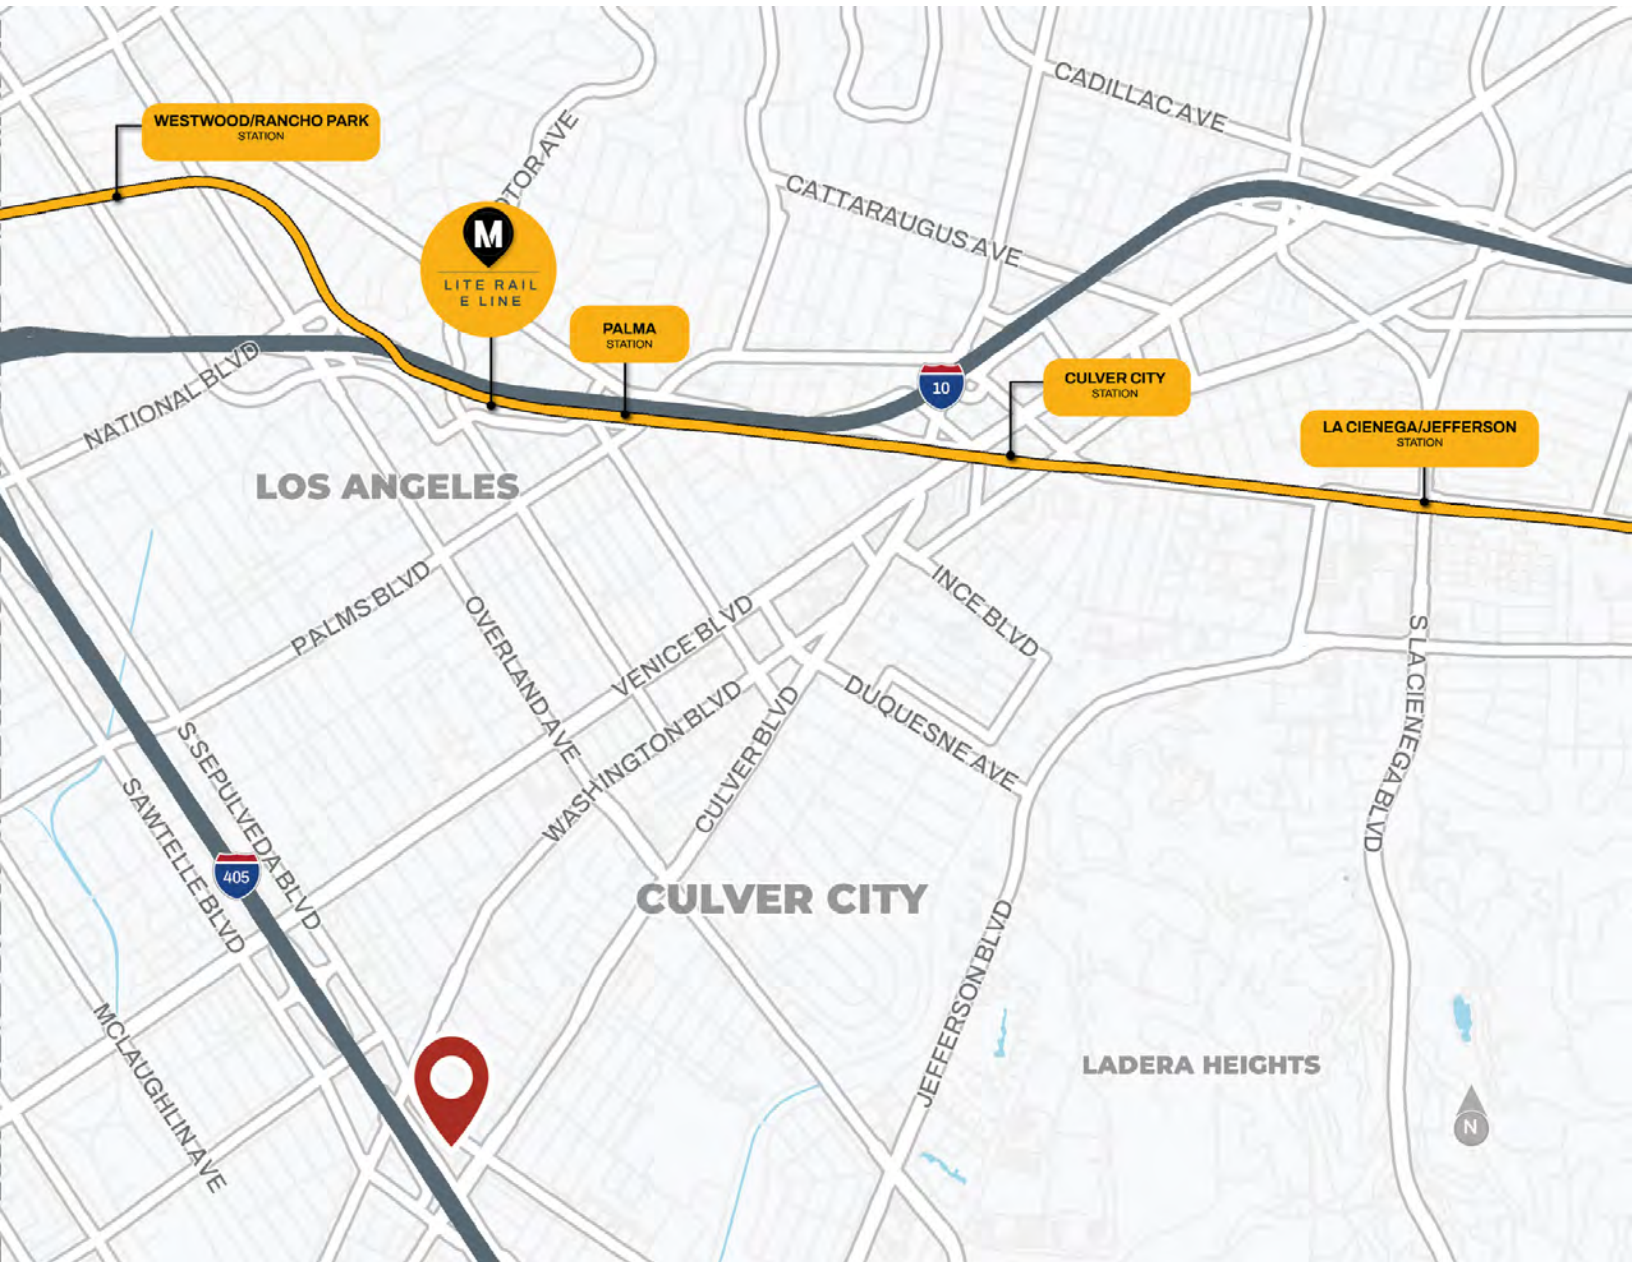 CADILLAC AVE
WESTWOOD/RANCHO PARK
STATION
CATTARAUGUS AVE
M
LITE RAIL
E LINE
PALMA
STATION
NATIONAL BLVD
10
CULVER CITY
STATION
LA CIENEGA/JEFFERSON
STATION
LOS ANGELES
PALMS BLVD
OVERLAND AVE
VENICE BLVD
INCE BLVD
WASHINGTON BLVD
CULVER BLVD
DUQUESNE AVE
S LA CIENEGA BLVD
S SEPULVEDA BLVD
SAWTELLE BLVD
405
CULVER CITY
JEFFERSON BLVD
MCLAUGHLIN AVE
LADERA HEIGHTS
N